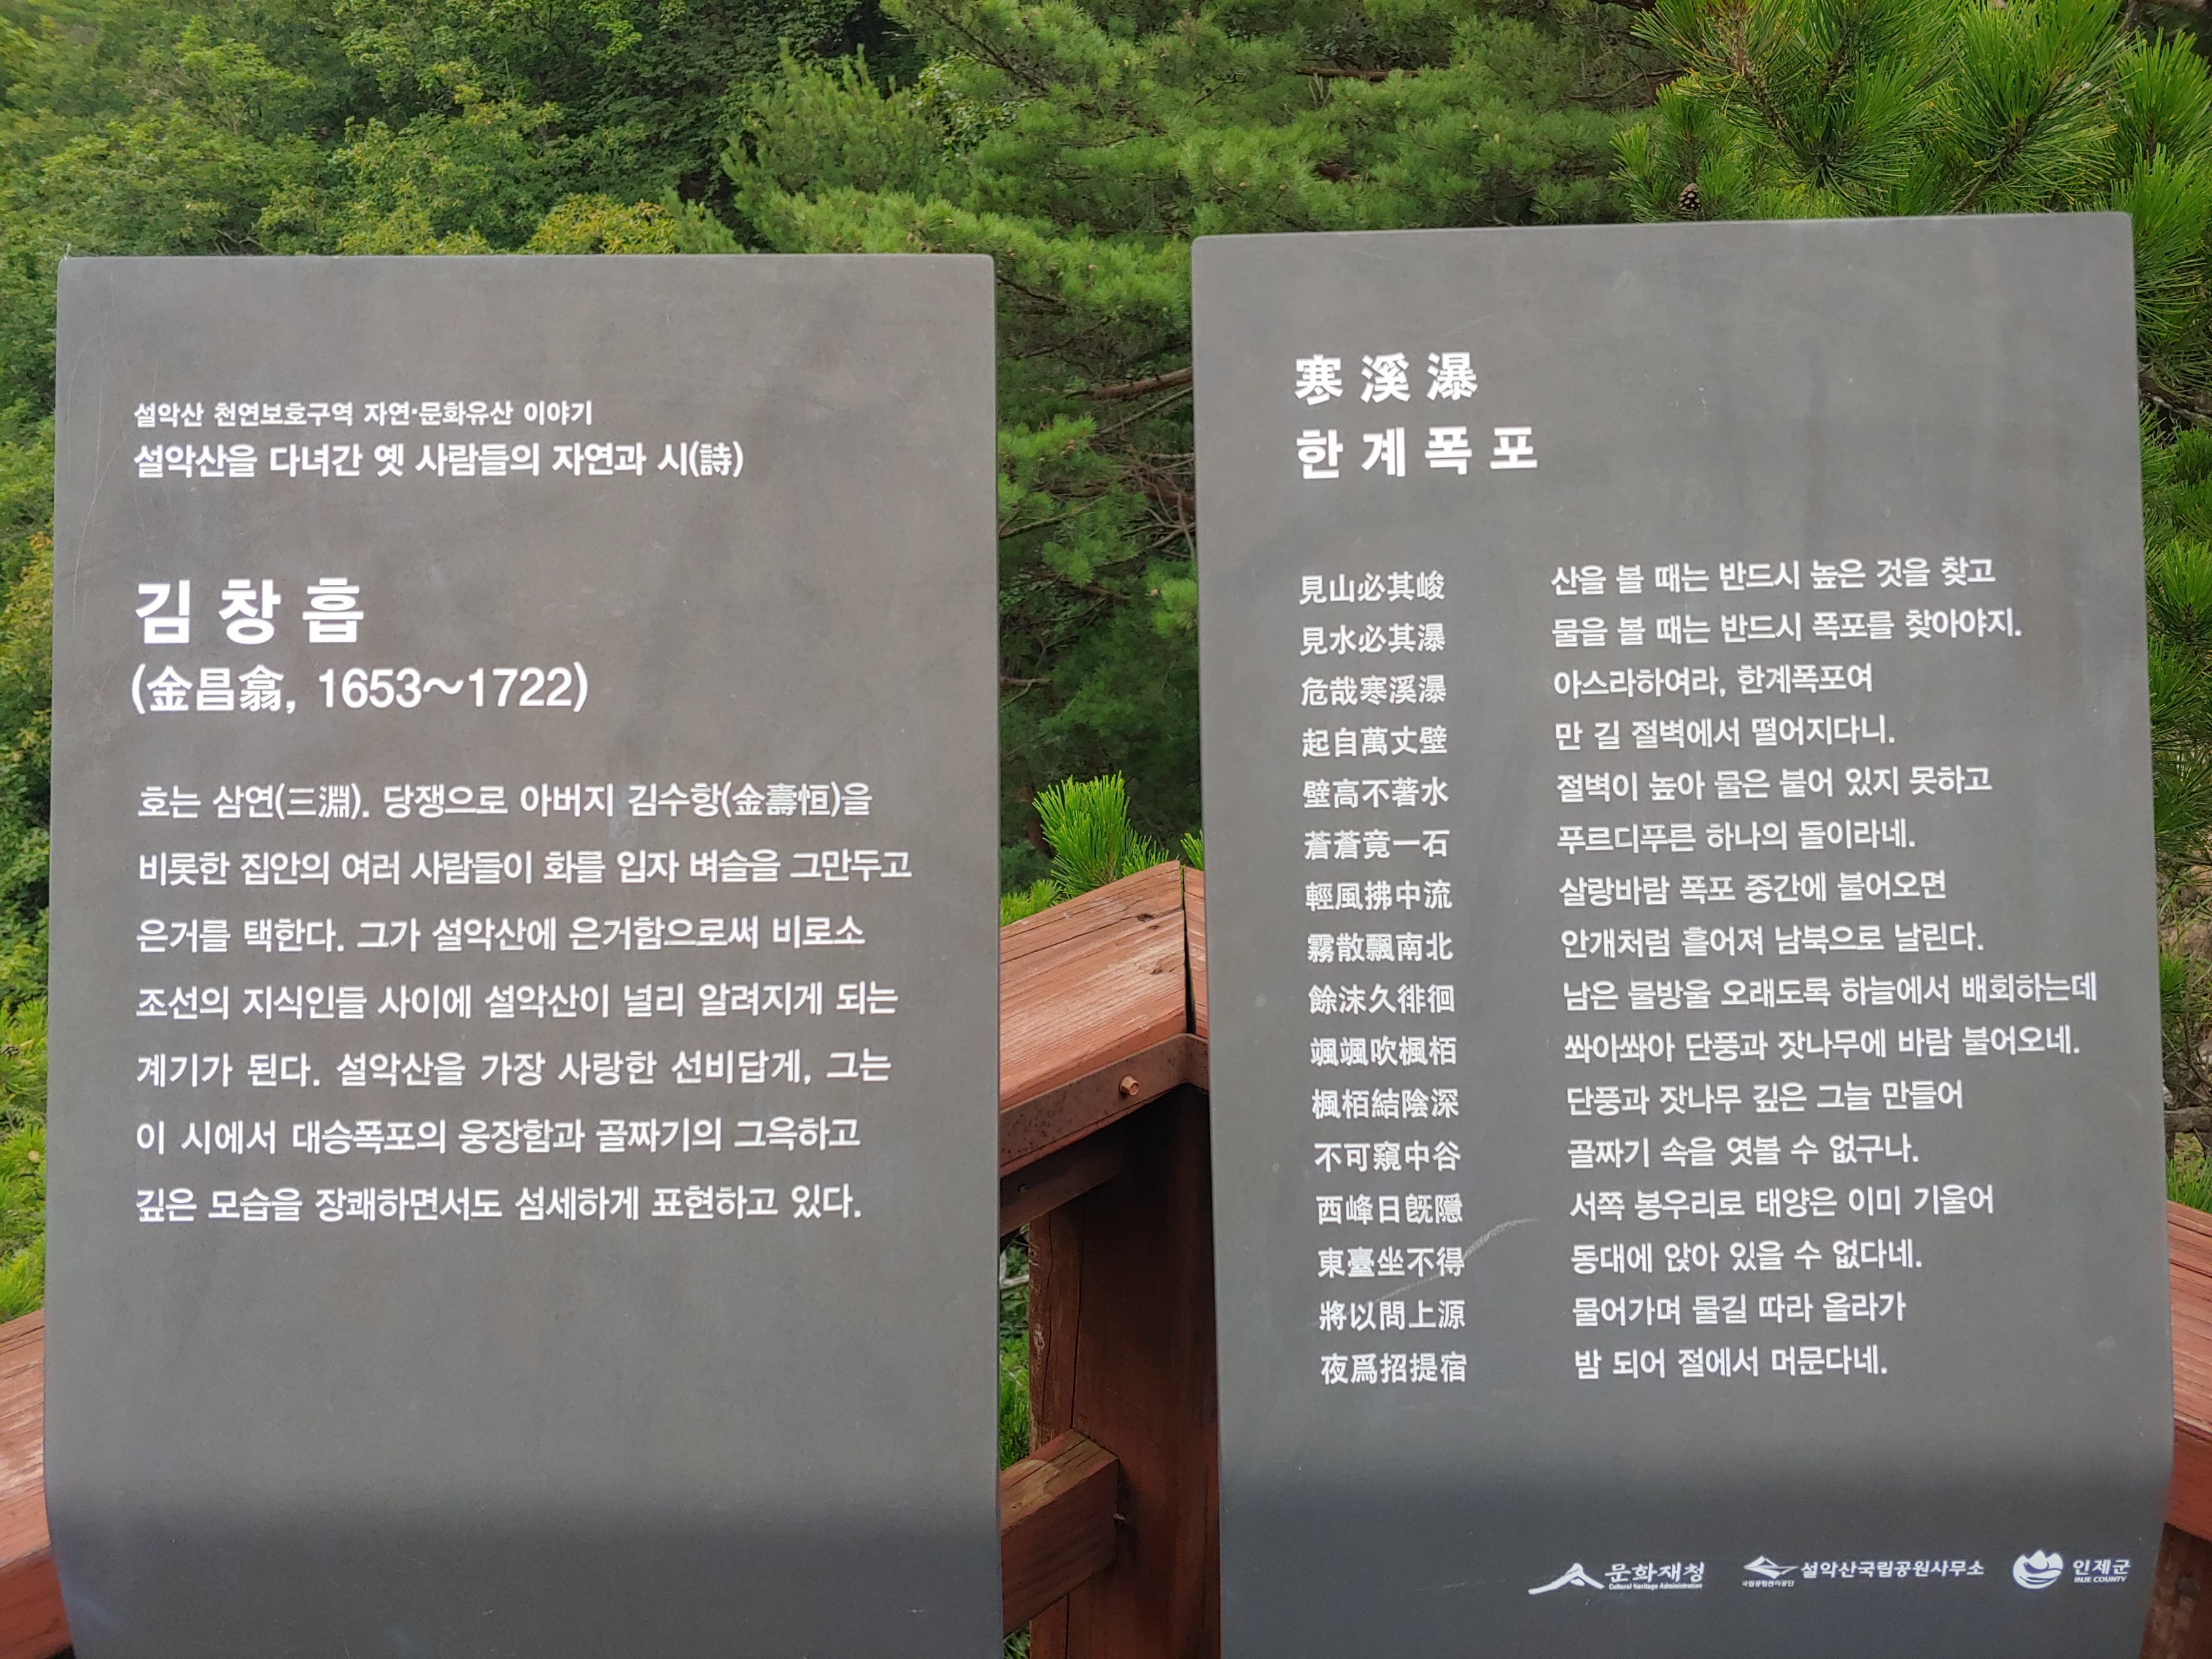 설악산 천연보호구역 자연·문화유산 이야기
설악산을 다녀간 옛 사람들의 자연과 시(詩)
김창흡
(金昌翕, 1653~1722)
호는 삼연(三淵). 당쟁으로 아버지 김수항(金壽恒)을
비롯한 집안의 여러 사람들이 화를 입자 벼슬을 그만두고
은거를 택한다. 그가 설악산에 은거함으로써 비로소
조선의 지식인들 사이에 설악산이 널리 알려지게 되는
계기가 된다. 설악산을 가장 사랑한 선비답게, 그는
이 시에서 대승폭포의 웅장함과 골짜기의 그윽하고
깊은 모습을 장쾌하면서도 섬세하게 표현하고 있다.
寒溪瀑
한계폭포
見山必其峻 산을 볼 때는 반드시 높은 것을 찾고
見水必其瀑 물을 볼 때는 반드시 폭포를 찾아야지.
危哉寒溪瀑 아스라하여라, 한계폭포여
起自萬丈壁 만 길 절벽에서 떨어지다니.
壁高不著水 절벽이 높아 물은 붙어 있지 못하고
蒼蒼竟一石 푸르디푸른 하나의 돌이라네.
輕風拂中流 살랑바람 폭포 중간에 불어오면
霧散飄南北 안개처럼 흩어져 남북으로 날린다.
餘沫久徘徊 남은 물방울 오래도록 하늘에서 배회하는데
颯颯吹楓栢 쏴아쏴아 단풍과 잣나무에 바람 불어오네.
楓栢結陰深 단풍과 잣나무 깊은 그늘 만들어
不可窺中谷 골짜기 속을 엿볼 수 없구나.
西峰日旣隱 서쪽 봉우리로 태양은 이미 기울어
東臺坐不得 동대에 앉아 있을 수 없다네.
將以問上源 물어가며 물길 따라 올라가
夜爲招提宿 밤 되어 절에서 머문다네.
문화재청
Cultural Heritage Administration
국립공원관리공단 설악산국립공원사무소
인제군
INJE COUNTY